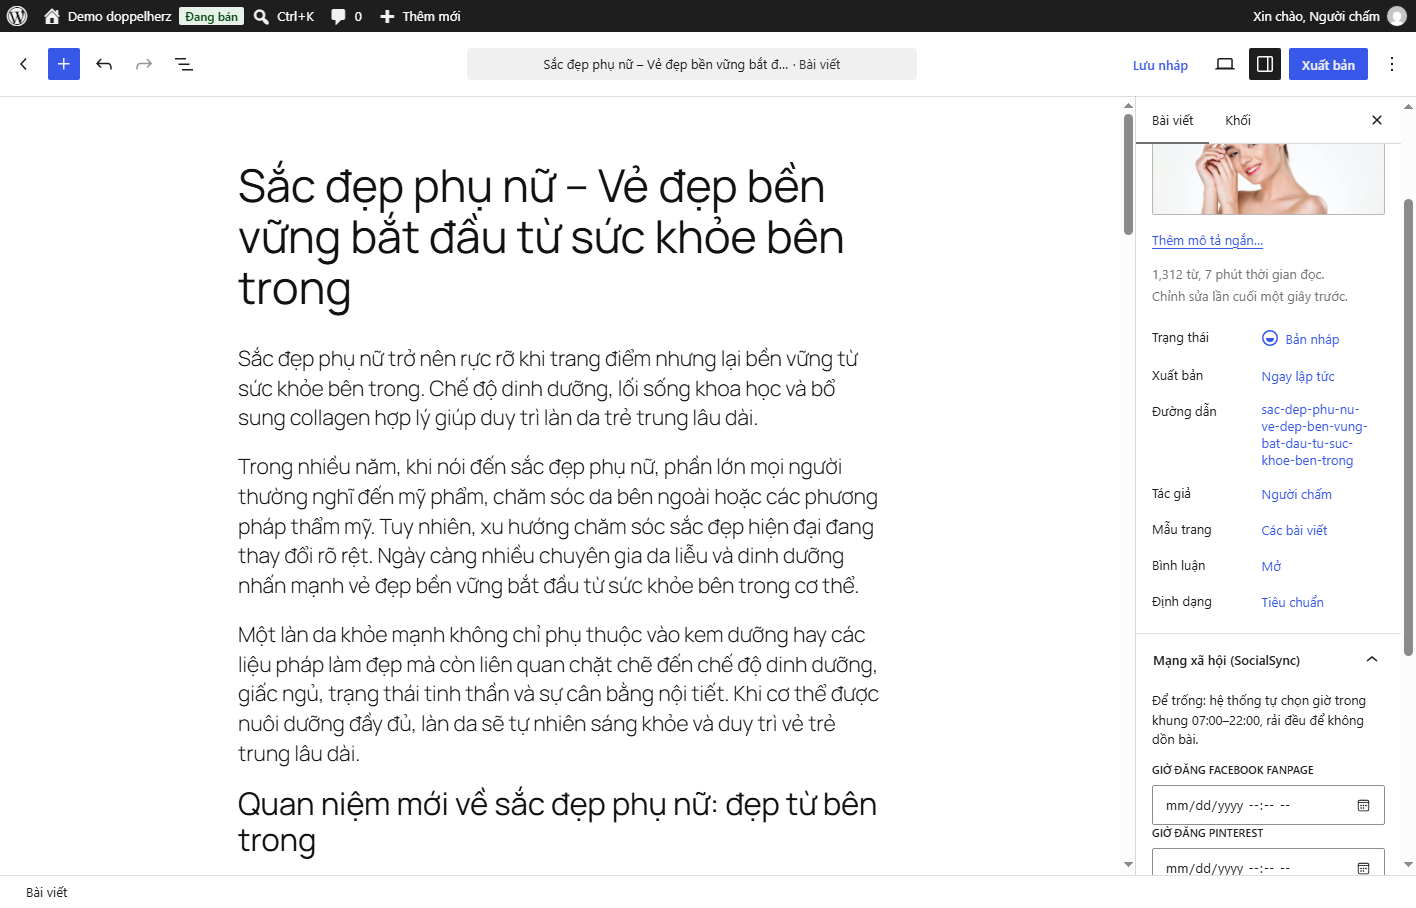 Demo doppelherz Đang bán Ctrl+K 0 Thêm mới Xin chào, Người chấm
Sắc đẹp phụ nữ – Vẻ đẹp bền vững bắt đ... · Bài viết Lưu nháp Xuất bản
Sắc đẹp phụ nữ – Vẻ đẹp bền
vững bắt đầu từ sức khỏe bên
trong
Sắc đẹp phụ nữ trở nên rực rỡ khi trang điểm nhưng lại bền vững từ
sức khỏe bên trong. Chế độ dinh dưỡng, lối sống khoa học và bổ
sung collagen hợp lý giúp duy trì làn da trẻ trung lâu dài.
Trong nhiều năm, khi nói đến sắc đẹp phụ nữ, phần lớn mọi người
thường nghĩ đến mỹ phẩm, chăm sóc da bên ngoài hoặc các phương
pháp thẩm mỹ. Tuy nhiên, xu hướng chăm sóc sắc đẹp hiện đại đang
thay đổi rõ rệt. Ngày càng nhiều chuyên gia da liễu và dinh dưỡng
nhấn mạnh vẻ đẹp bền vững bắt đầu từ sức khỏe bên trong cơ thể.
Một làn da khỏe mạnh không chỉ phụ thuộc vào kem dưỡng hay các
liệu pháp làm đẹp mà còn liên quan chặt chẽ đến chế độ dinh dưỡng,
giấc ngủ, trạng thái tinh thần và sự cân bằng nội tiết. Khi cơ thể được
nuôi dưỡng đầy đủ, làn da sẽ tự nhiên sáng khỏe và duy trì vẻ trẻ
trung lâu dài.
Quan niệm mới về sắc đẹp phụ nữ: đẹp từ bên
trong
Bài viết Khối
Thêm mô tả ngắn...
1,312 từ, 7 phút thời gian đọc.
Chỉnh sửa lần cuối một giây trước.
Trạng thái Bản nháp
Xuất bản Ngay lập tức
Đường dẫn sac-dep-phu-nu-
ve-dep-ben-vung-
bat-dau-tu-suc-
khoe-ben-trong
Tác giả Người chấm
Mẫu trang Các bài viết
Bình luận Mở
Định dạng Tiêu chuẩn
Mạng xã hội (SocialSync)
Để trống: hệ thống tự chọn giờ trong
khung 07:00–22:00, rải đều để không
dồn bài.
GIỜ ĐĂNG FACEBOOK FANPAGE
mm/dd/yyyy --:-- --
GIỜ ĐĂNG PINTEREST
mm/dd/yyyy --:-- --
Bài viết